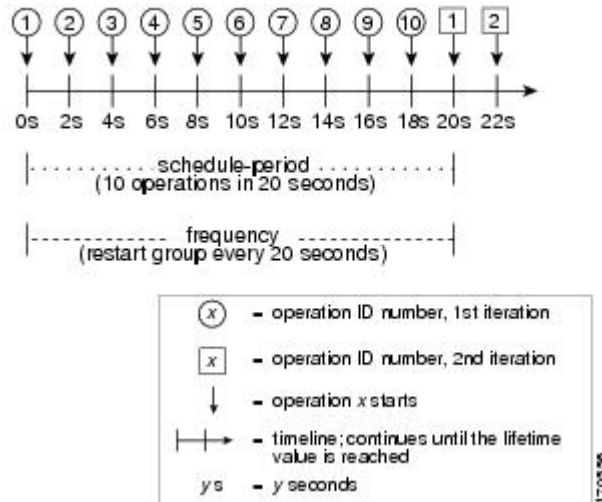 1 2 3 4 5 6 7 8 9 10 1 2
0s 2s 4s 6s 8s 10s 12s 14s 16s 18s 20s 22s
schedule-period
(10 operations in 20 seconds)
frequency
(restart group every 20 seconds)
x - operation ID number, 1st iteration
x - operation ID number, 2nd iteration
- operation x starts
- timeline; continues until the lifetime
value is reached
y s - y seconds